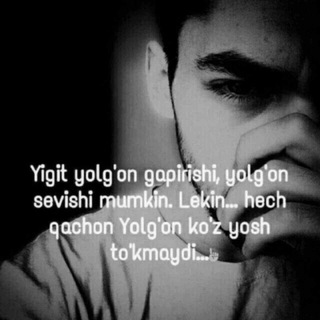 Yigit yolg'on gapirishi, yolg'on
sevishi mumkin. Lekin... hech
qachon Yolg'on ko'z yosh
to'kmaydi...